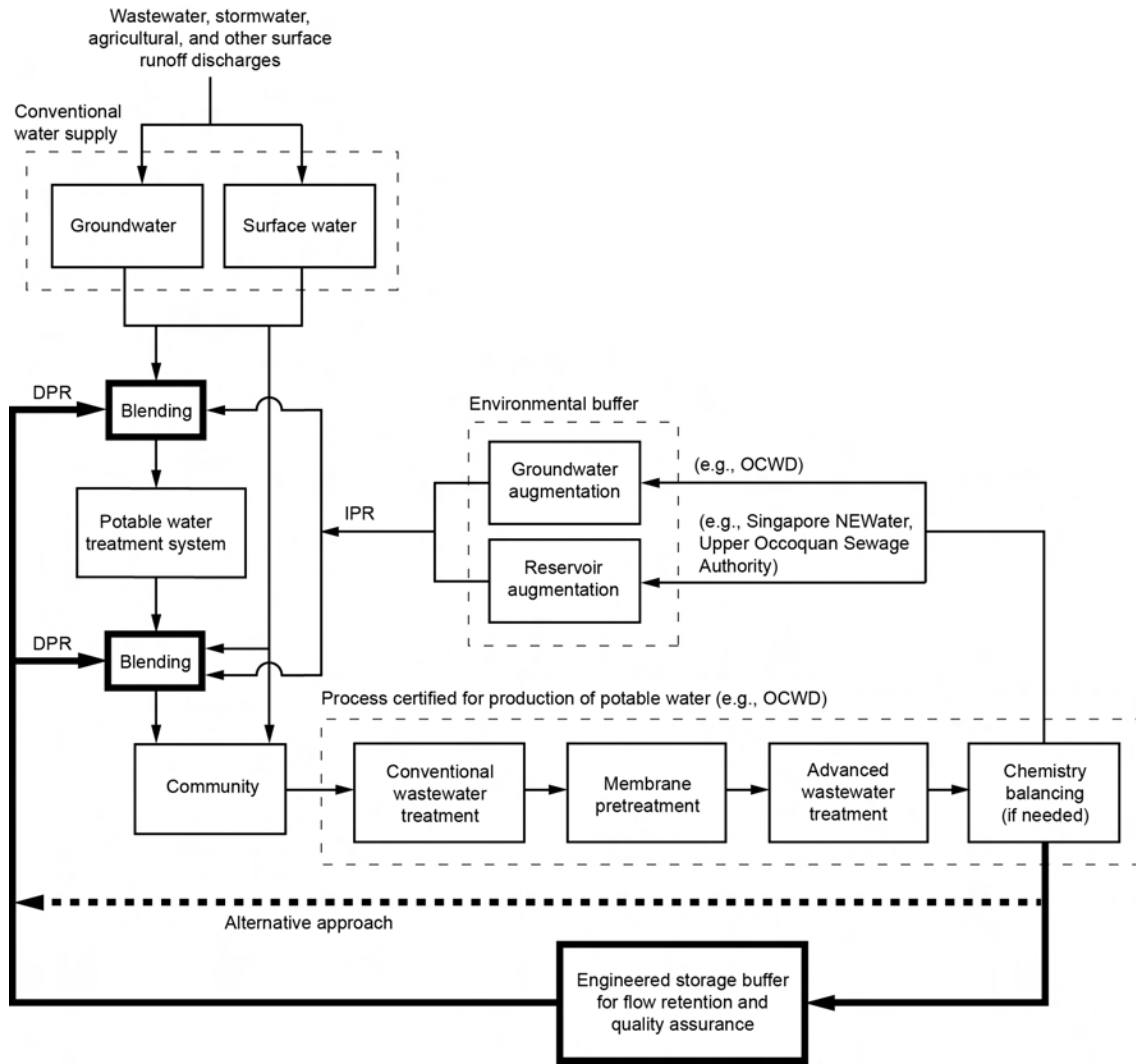 Wastewater, stormwater,
agricultural, and other surface
runoff discharges
Conventional
water supply
Groundwater
Surface water
DPR
Blending
Environmental buffer
Groundwater
augmentation
(e.g., OCWD)
IPR
Potable water
treatment system
(e.g., Singapore NEWater,
Upper Occoquan Sewage
Authority)
Reservoir
augmentation
DPR
Blending
Process certified for production of potable water (e.g., OCWD)
Community
Conventional
wastewater
treatment
Membrane
pretreatment
Advanced
wastewater
treatment
Chemistry
balancing
(if needed)
Alternative approach
Engineered storage buffer
for flow retention and
quality assurance